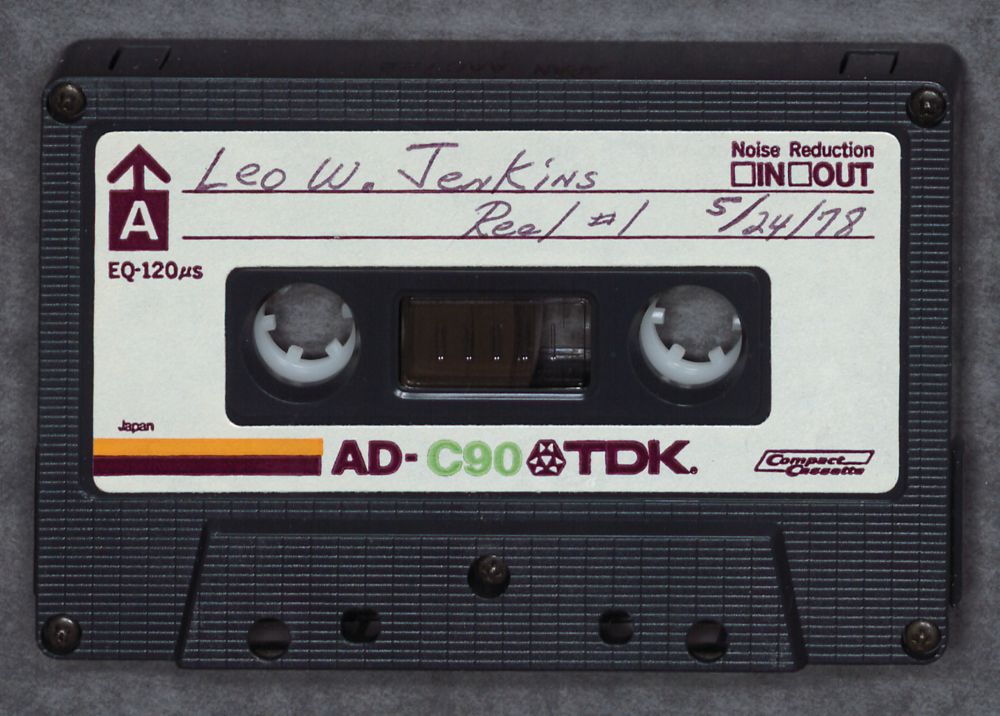 Leo W. Jenkins
Noise Reduction
IN OUT
A
Reel #1 5/24/78
EQ-120μs
Japan
AD-C90 TDK®
Compact
Cassette